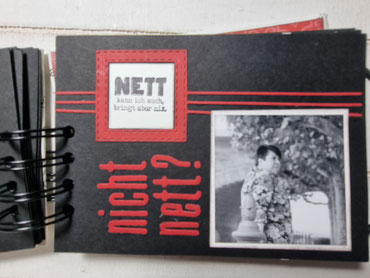 NETT
kann ich auch,
bringt aber nix.
nicht
nett?